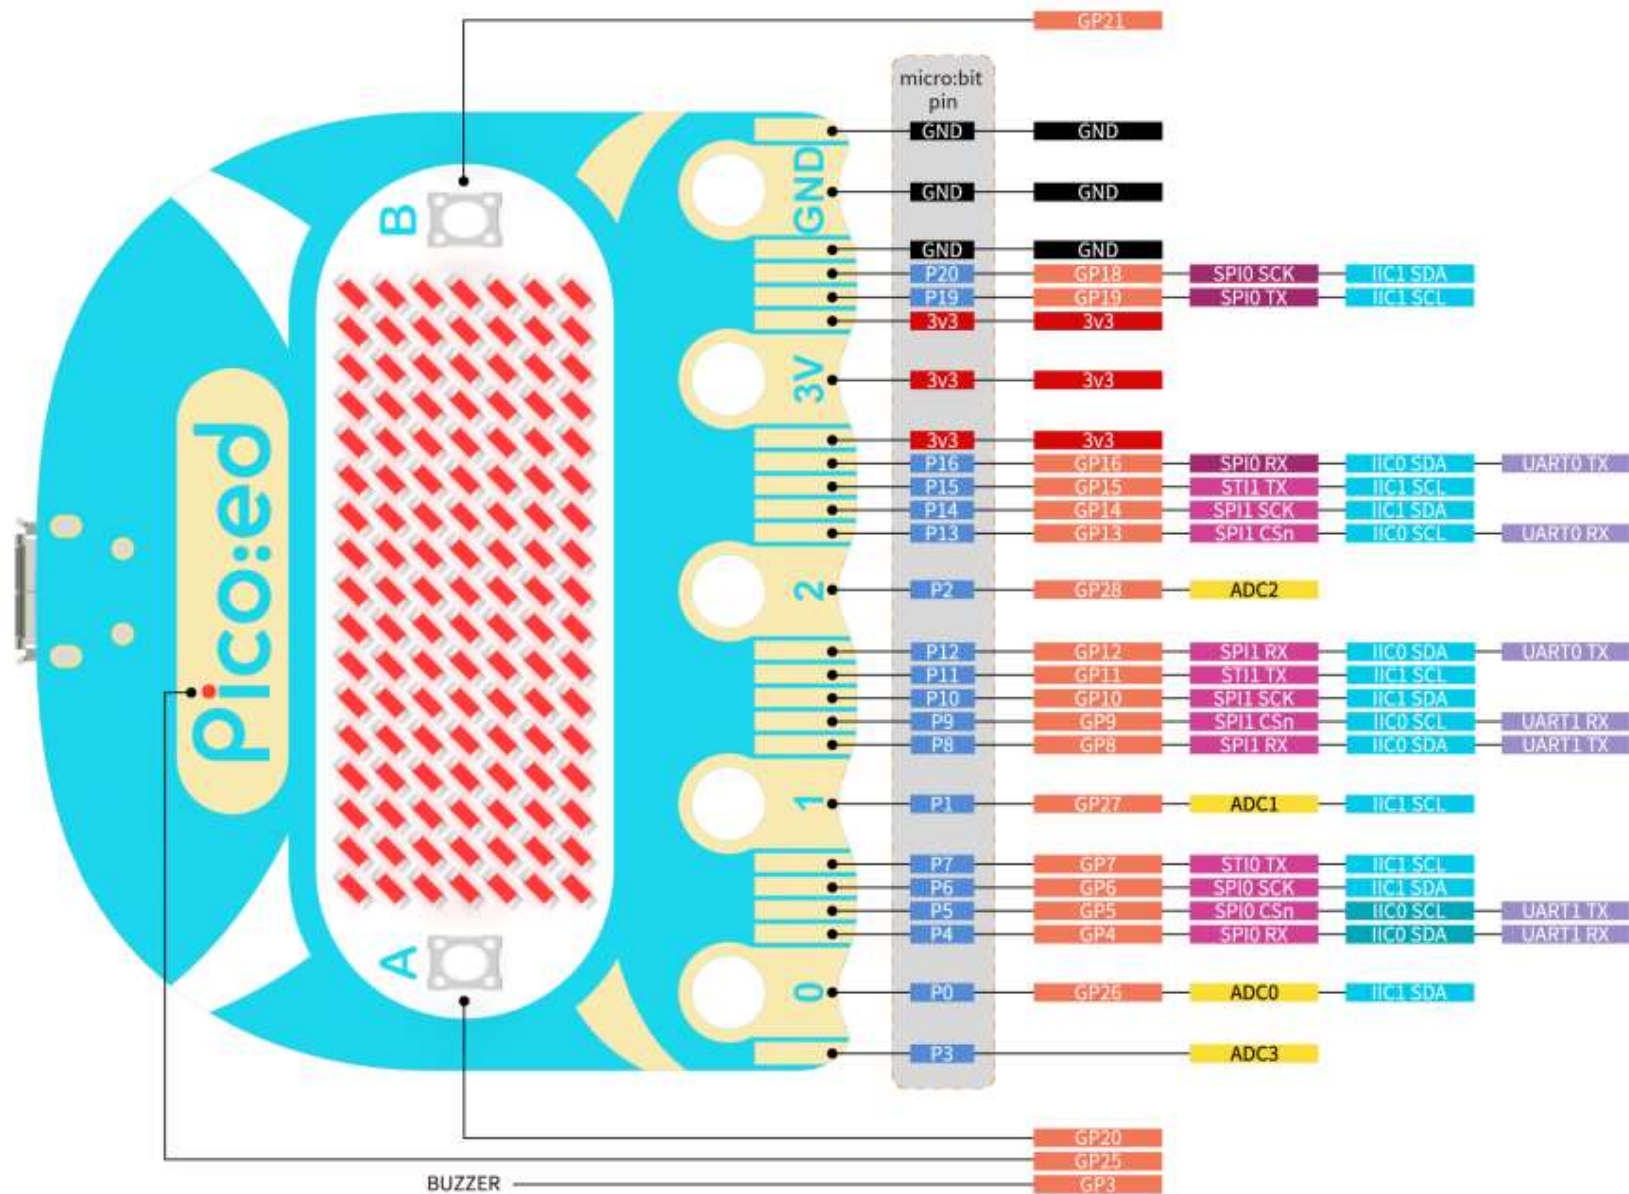 GP21
micro:bit
pin
GND GND
GND GND
GND GND
P20 GP18 SPI0 SCK IIC1 SDA
P19 GP19 SPI0 TX IIC1 SCL
3v3 3v3
3v3 3v3
3v3 3v3
P16 GP16 SPI0 RX IIC0 SDA UART0 TX
P15 GP15 STI1 TX IIC1 SCL
P14 GP14 SPI1 SCK IIC1 SDA
P13 GP13 SPI1 CSn IIC0 SCL UART0 RX
P2 GP28 ADC2
P12 GP12 SPI1 RX IIC0 SDA UART0 TX
P11 GP11 STI1 TX IIC1 SCL
P10 GP10 SPI1 SCK IIC1 SDA
P9 GP9 SPI1 CSn IIC0 SCL UART1 RX
P8 GP8 SPI1 RX IIC0 SDA UART1 TX
P1 GP27 ADC1 IIC1 SCL
P7 GP7 STI0 TX IIC1 SCL
P6 GP6 SPI0 SCK IIC1 SDA
P5 GP5 SPI0 CSn IIC0 SCL UART1 TX
P4 GP4 SPI0 RX IIC0 SDA UART1 RX
P0 GP26 ADC0 IIC1 SDA
P3 ADC3
GP20
GP25
BUZZER GP3
Pico:ed
B
A
GND
3V
2
1
0